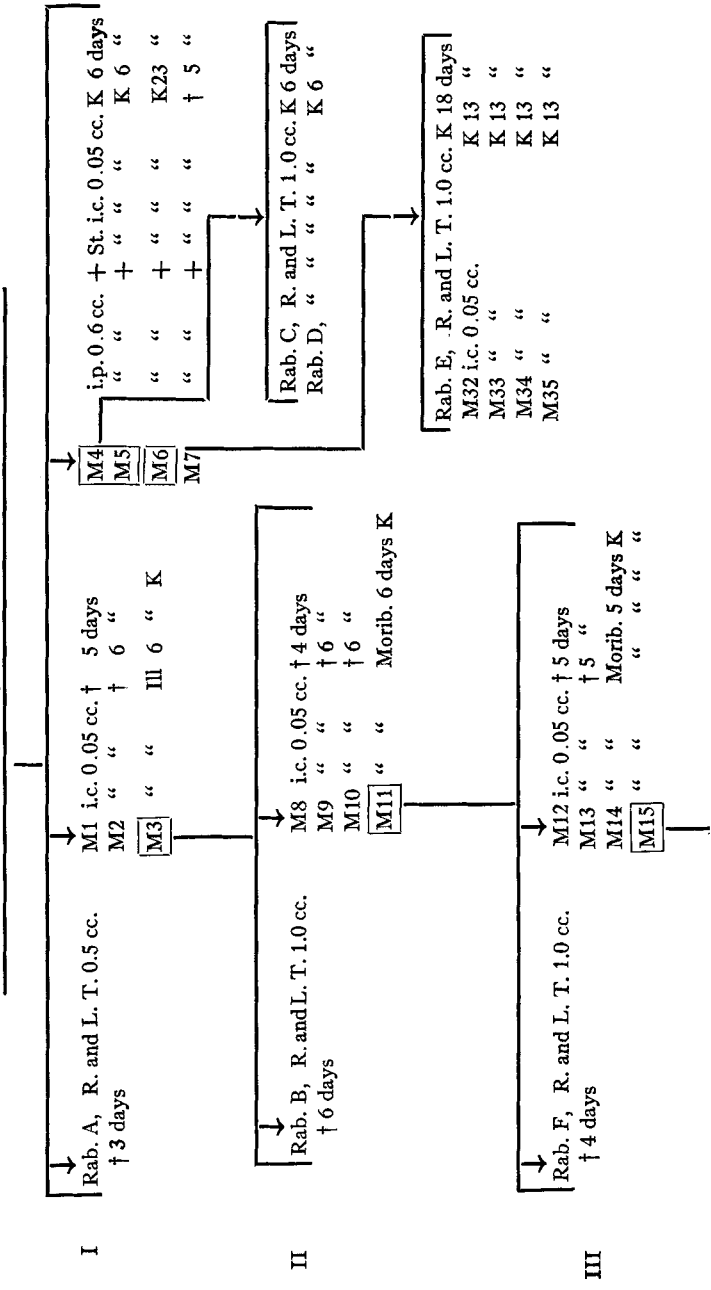 I
Rab. A, R. and L. T. 0.5 cc.
† 3 days
M1 i.c. 0.05 cc. † 5 days
M2 “ “ † 6 “
M3 “ “ Ill 6 “ K
M4 i.p. 0.6 cc. + St. i.c. 0.05 cc. K 6 days
M5 “ “ + “ “ “ K 6 “
M6 “ “ + “ “ “ K23 “
M7 “ “ + “ “ “ † 5 “
Rab. C, R. and L. T. 1.0 cc. K 6 days
Rab. D, “ “ “ “ “ “ K 6 “
II
Rab. B, R. and L. T. 1.0 cc.
† 6 days
M8 i.c. 0.05 cc. † 4 days
M9 “ “ † 6 “
M10 “ “ † 6 “
M11 “ “ Morib. 6 days K
Rab. E, R. and L. T. 1.0 cc. K 18 days
M32 i.c. 0.05 cc. K 13 “
M33 “ “ K 13 “
M34 “ “ K 13 “
M35 “ “ K 13 “
III
Rab. F, R. and L. T. 1.0 cc.
† 4 days
M12 i.c. 0.05 cc. † 5 days
M13 “ “ † 5 “
M14 “ “ Morib. 5 days K
M15 “ “ “ “ “ “